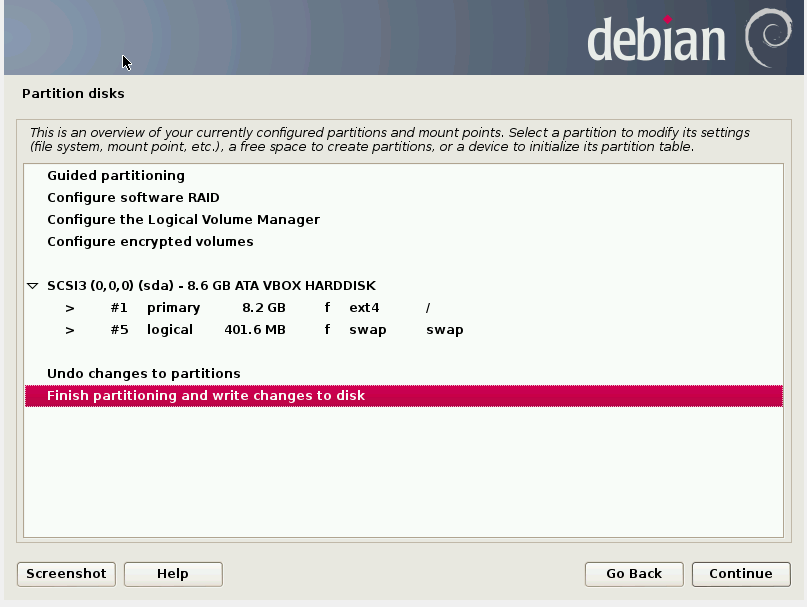 debian
Partition disks
This is an overview of your currently configured partitions and mount points. Select a partition to modify its settings
(file system, mount point, etc.), a free space to create partitions, or a device to initialize its partition table.
Guided partitioning
Configure software RAID
Configure the Logical Volume Manager
Configure encrypted volumes
SCSI3 (0,0,0) (sda) - 8.6 GB ATA VBOX HARDDISK
> #1 primary 8.2 GB f ext4 /
> #5 logical 401.6 MB f swap swap
Undo changes to partitions
Finish partitioning and write changes to disk
Screenshot Help Go Back Continue